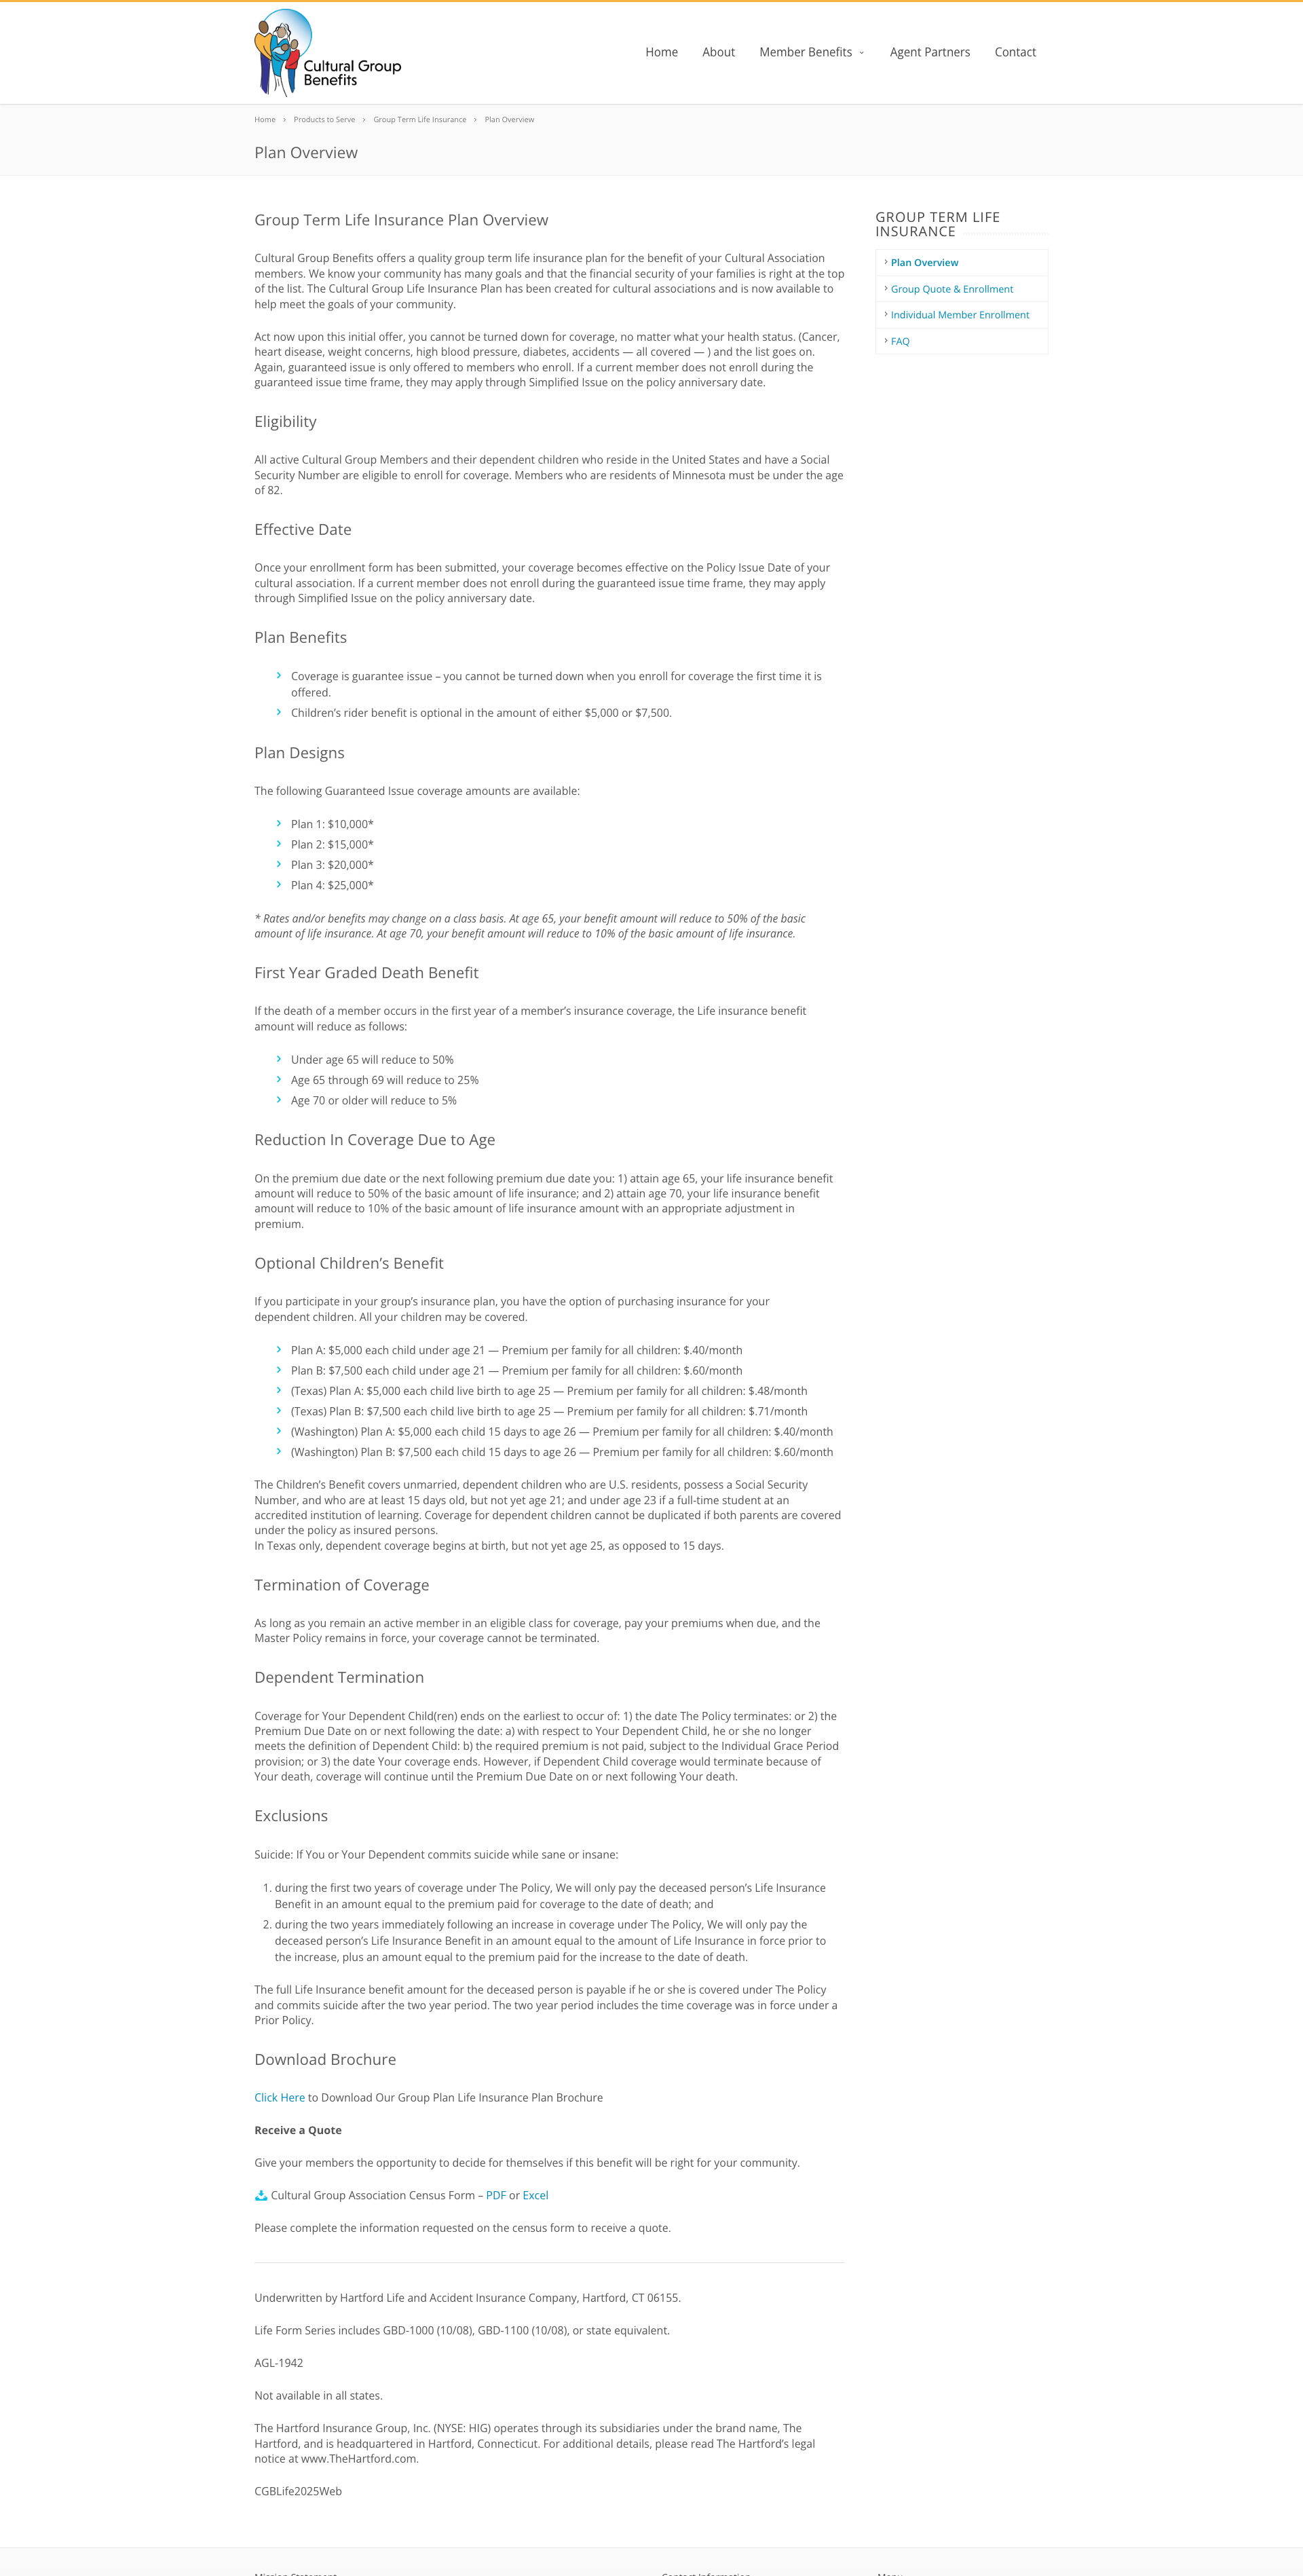 Cultural Group
Benefits
Home
About
Member Benefits
Agent Partners
Contact
Home › Products to Serve › Group Term Life Insurance › Plan Overview
Plan Overview
Group Term Life Insurance Plan Overview
Cultural Group Benefits offers a quality group term life insurance plan for the benefit of your Cultural Association
members. We know your community has many goals and that the financial security of your families is right at the top
of the list. The Cultural Group Life Insurance Plan has been created for cultural associations and is now available to
help meet the goals of your community.
Act now upon this initial offer, you cannot be turned down for coverage, no matter what your health status. (Cancer,
heart disease, weight concerns, high blood pressure, diabetes, accidents — all covered — ) and the list goes on.
Again, guaranteed issue is only offered to members who enroll. If a current member does not enroll during the
guaranteed issue time frame, they may apply through Simplified Issue on the policy anniversary date.
Eligibility
All active Cultural Group Members and their dependent children who reside in the United States and have a Social
Security Number are eligible to enroll for coverage. Members who are residents of Minnesota must be under the age
of 82.
Effective Date
Once your enrollment form has been submitted, your coverage becomes effective on the Policy Issue Date of your
cultural association. If a current member does not enroll during the guaranteed issue time frame, they may apply
through Simplified Issue on the policy anniversary date.
Plan Benefits
Coverage is guarantee issue – you cannot be turned down when you enroll for coverage the first time it is
offered.
Children’s rider benefit is optional in the amount of either $5,000 or $7,500.
Plan Designs
The following Guaranteed Issue coverage amounts are available:
Plan 1: $10,000*
Plan 2: $15,000*
Plan 3: $20,000*
Plan 4: $25,000*
* Rates and/or benefits may change on a class basis. At age 65, your benefit amount will reduce to 50% of the basic
amount of life insurance. At age 70, your benefit amount will reduce to 10% of the basic amount of life insurance.
First Year Graded Death Benefit
If the death of a member occurs in the first year of a member’s insurance coverage, the Life insurance benefit
amount will reduce as follows:
Under age 65 will reduce to 50%
Age 65 through 69 will reduce to 25%
Age 70 or older will reduce to 5%
Reduction In Coverage Due to Age
On the premium due date or the next following premium due date you: 1) attain age 65, your life insurance benefit
amount will reduce to 50% of the basic amount of life insurance; and 2) attain age 70, your life insurance benefit
amount will reduce to 10% of the basic amount of life insurance amount with an appropriate adjustment in
premium.
Optional Children’s Benefit
If you participate in your group’s insurance plan, you have the option of purchasing insurance for your
dependent children. All your children may be covered.
Plan A: $5,000 each child under age 21 — Premium per family for all children: $.40/month
Plan B: $7,500 each child under age 21 — Premium per family for all children: $.60/month
(Texas) Plan A: $5,000 each child live birth to age 25 — Premium per family for all children: $.48/month
(Texas) Plan B: $7,500 each child live birth to age 25 — Premium per family for all children: $.71/month
(Washington) Plan A: $5,000 each child 15 days to age 26 — Premium per family for all children: $.40/month
(Washington) Plan B: $7,500 each child 15 days to age 26 — Premium per family for all children: $.60/month
The Children’s Benefit covers unmarried, dependent children who are U.S. residents, possess a Social Security
Number, and who are at least 15 days old, but not yet age 21; and under age 23 if a full-time student at an
accredited institution of learning. Coverage for dependent children cannot be duplicated if both parents are covered
under the policy as insured persons.
In Texas only, dependent coverage begins at birth, but not yet age 25, as opposed to 15 days.
Termination of Coverage
As long as you remain an active member in an eligible class for coverage, pay your premiums when due, and the
Master Policy remains in force, your coverage cannot be terminated.
Dependent Termination
Coverage for Your Dependent Child(ren) ends on the earliest to occur of: 1) the date The Policy terminates: or 2) the
Premium Due Date on or next following the date: a) with respect to Your Dependent Child, he or she no longer
meets the definition of Dependent Child: b) the required premium is not paid, subject to the Individual Grace Period
provision; or 3) the date Your coverage ends. However, if Dependent Child coverage would terminate because of
Your death, coverage will continue until the Premium Due Date on or next following Your death.
Exclusions
Suicide: If You or Your Dependent commits suicide while sane or insane:
1. during the first two years of coverage under The Policy, We will only pay the deceased person’s Life Insurance
Benefit in an amount equal to the premium paid for coverage to the date of death; and
2. during the two years immediately following an increase in coverage under The Policy, We will only pay the
deceased person’s Life Insurance Benefit in an amount equal to the amount of Life Insurance in force prior to
the increase, plus an amount equal to the premium paid for the increase to the date of death.
The full Life Insurance benefit amount for the deceased person is payable if he or she is covered under The Policy
and commits suicide after the two year period. The two year period includes the time coverage was in force under a
Prior Policy.
Download Brochure
Click Here to Download Our Group Plan Life Insurance Plan Brochure
Receive a Quote
Give your members the opportunity to decide for themselves if this benefit will be right for your community.
Cultural Group Association Census Form – PDF or Excel
Please complete the information requested on the census form to receive a quote.
Underwritten by Hartford Life and Accident Insurance Company, Hartford, CT 06155.
Life Form Series includes GBD-1000 (10/08), GBD-1100 (10/08), or state equivalent.
AGL-1942
Not available in all states.
The Hartford Insurance Group, Inc. (NYSE: HIG) operates through its subsidiaries under the brand name, The
Hartford, and is headquartered in Hartford, Connecticut. For additional details, please read The Hartford’s legal
notice at www.TheHartford.com.
CGBLife2025Web
GROUP TERM LIFE
INSURANCE
Plan Overview
Group Quote & Enrollment
Individual Member Enrollment
FAQ